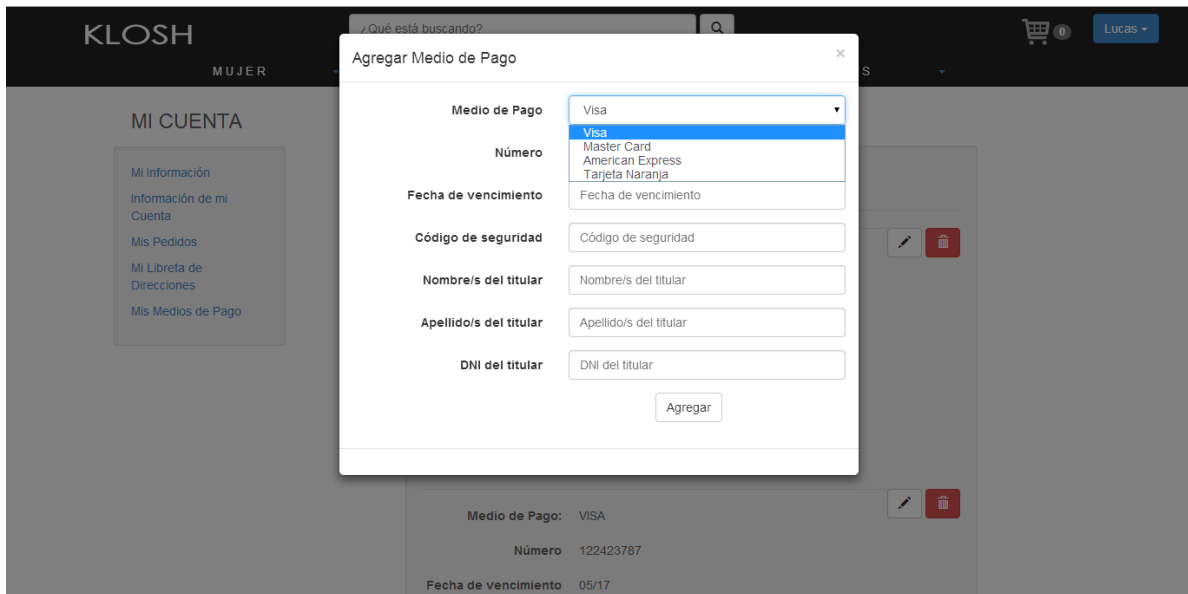 KLOSH
¿Qué está buscando?
0
Lucas
MUJER
S
Agregar Medio de Pago
×
MI CUENTA
Mi Información
Información de mi
Cuenta
Mis Pedidos
Mi Libreta de
Direcciones
Mis Medios de Pago
Medio de Pago
Visa
Visa
Master Card
American Express
Tarjeta Naranja
Número
Fecha de vencimiento
Fecha de vencimiento
Código de seguridad
Código de seguridad
Nombre/s del titular
Nombre/s del titular
Apellido/s del titular
Apellido/s del titular
DNI del titular
DNI del titular
Agregar
Medio de Pago: VISA
Número 122423787
Fecha de vencimiento 05/17